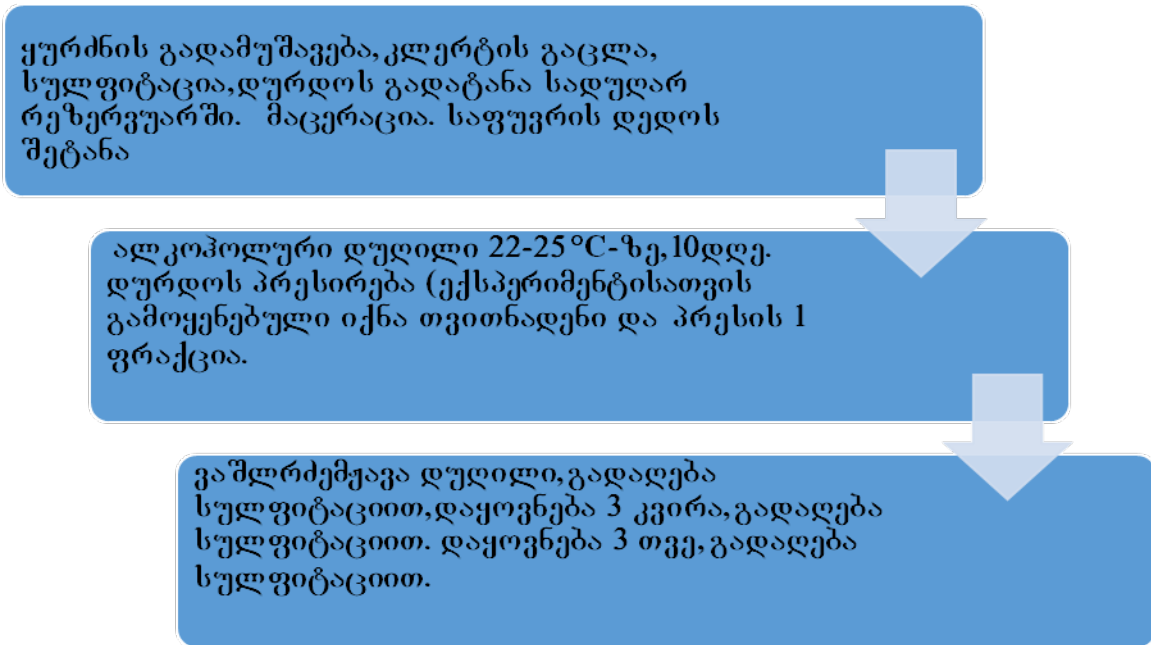 ყურძნის გადამუშავება,კლერტის გაცლა,
სულფიტაცია,დურდოს გადატანა სადუღარ
რეზერვუარში. მაცერაცია. საფუვრის დედოს
შეტანა
ალკოჰოლური დუღილი 22-25°C-ზე,10დღე.
დურდოს პრესირება (ექსპერიმენტისათვის
გამოყენებული იქნა თვითნადენი და პრესის 1
ფრაქცია.
ვაშლრძემჟავა დუღილი,გადაღება
სულფიტაციით,დაყოვნება 3 კვირა,გადაღება
სულფიტაციით. დაყოვნება 3 თვე,გადაღება
სულფიტაციით.